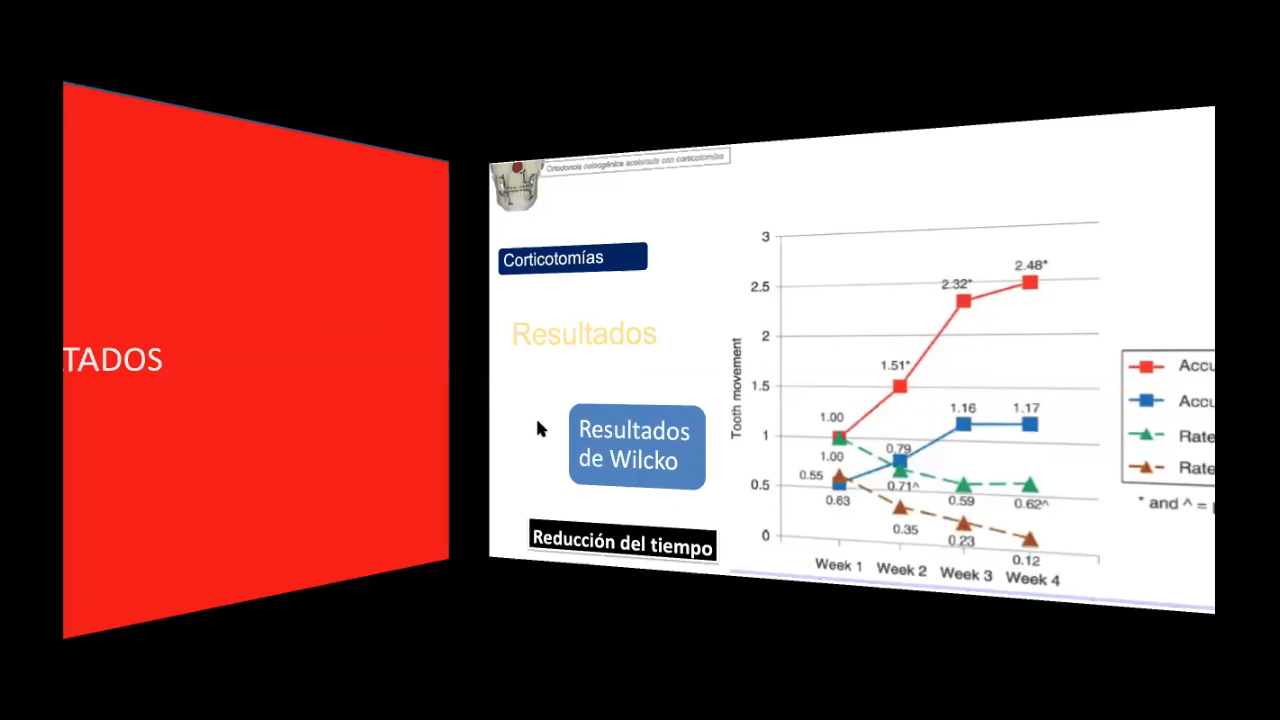 TADOS
Ortodoncia osteogénica acelerada con corticotomías
Corticotomías
Resultados
Resultados
de Wilcko
Reducción del tiempo
Tooth movement
3
2.5
2
1.5
1
0.5
0
2.48*
2.32*
1.51*
1.00
1.16
1.17
0.79
1.00
0.55
0.71^
0.63
0.59
0.62^
0.35
0.23
0.12
Week 1
Week 2
Week 3
Week 4
Accu
Accu
Rate
Rate
* and ^ =